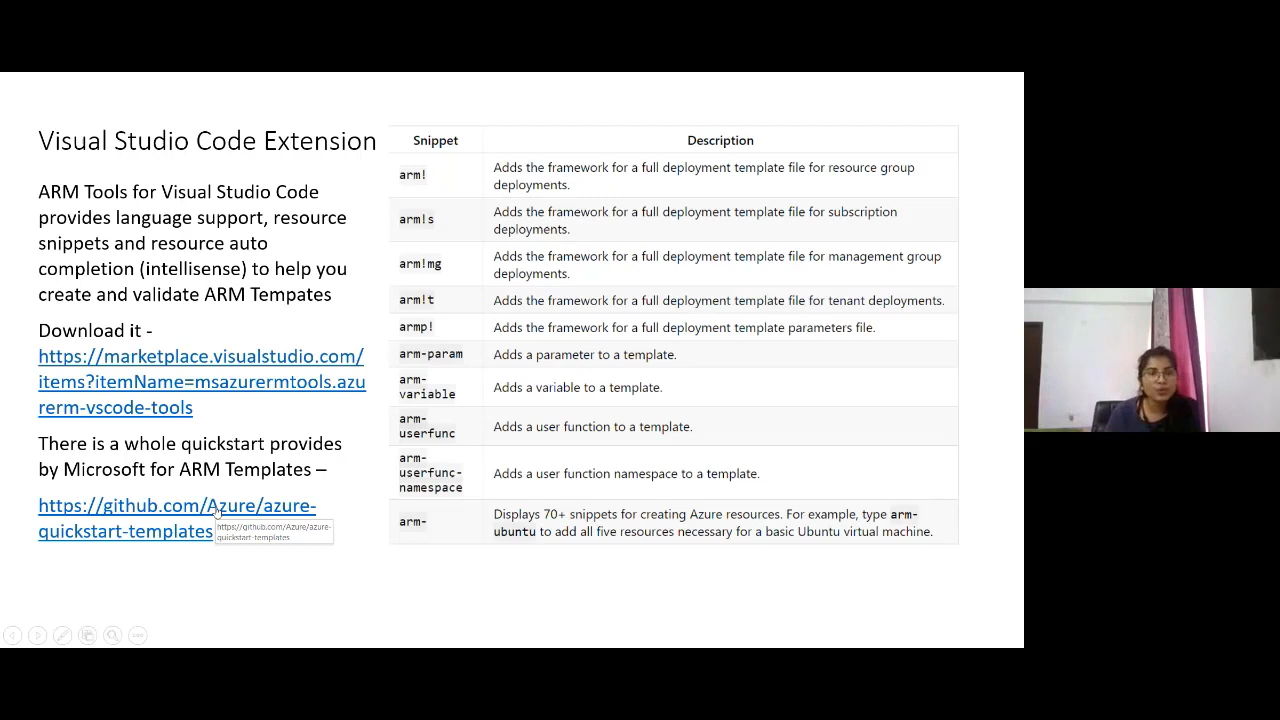 Visual Studio Code Extension
ARM Tools for Visual Studio Code
provides language support, resource
snippets and resource auto
completion (intellisense) to help you
create and validate ARM Tempates
Download it -
https://marketplace.visualstudio.com/
items?itemName=msazurermtools.azu
rerm-vscode-tools
There is a whole quickstart provides
by Microsoft for ARM Templates –
https://github.com/Azure/azure-
quickstart-templates
https://github.com/Azure/azure-
quickstart-templates
Snippet Description
arm! Adds the framework for a full deployment template file for resource group
deployments.
arm!s Adds the framework for a full deployment template file for subscription
deployments.
arm!mg Adds the framework for a full deployment template file for management group
deployments.
arm!t Adds the framework for a full deployment template file for tenant deployments.
armp! Adds the framework for a full deployment template parameters file.
arm-param Adds a parameter to a template.
arm-
variable Adds a variable to a template.
arm-
userfunc Adds a user function to a template.
arm-
userfunc- Adds a user function namespace to a template.
namespace
arm- Displays 70+ snippets for creating Azure resources. For example, type arm-
ubuntu to add all five resources necessary for a basic Ubuntu virtual machine.